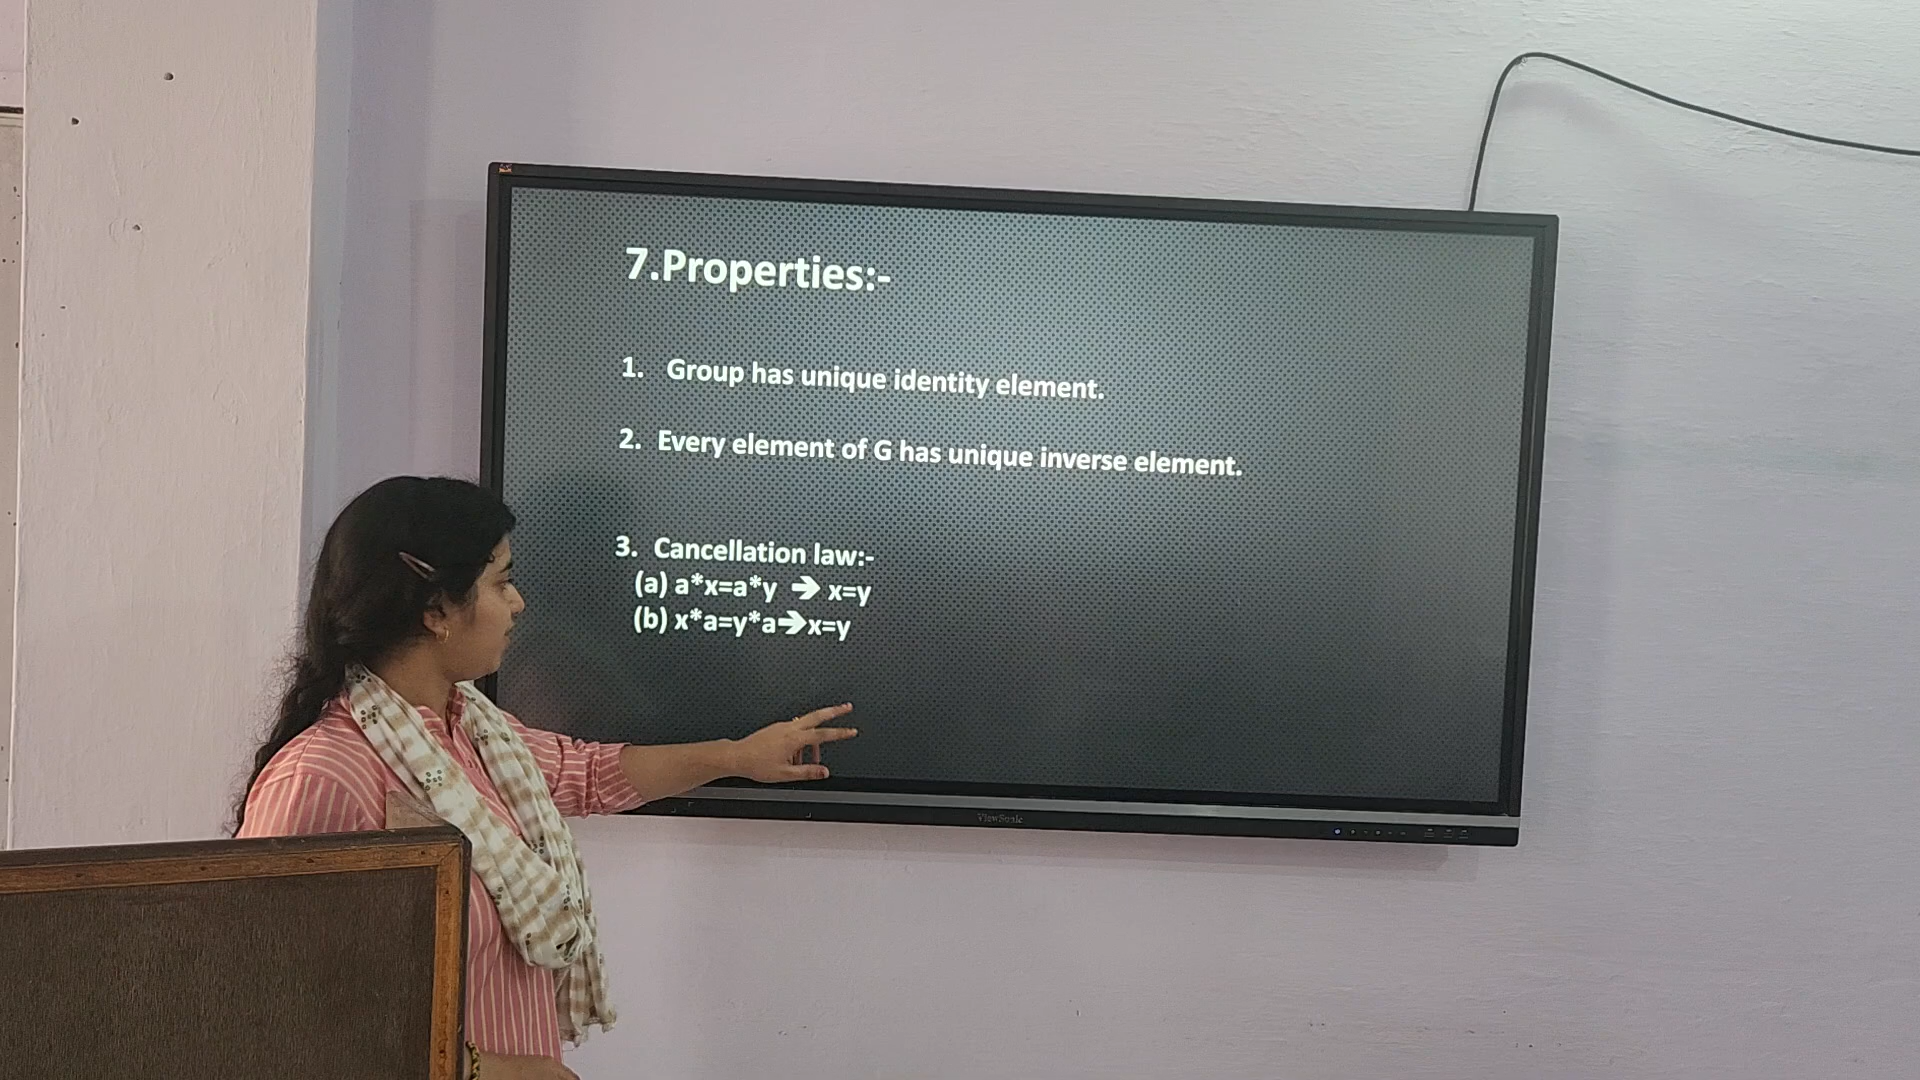 7.Properties:-
1. Group has unique identity element.
2. Every element of G has unique inverse element.
3. Cancellation law:-
(a) a*x=a*y ➔ x=y
(b) x*a=y*a➔x=y
ViewSonic